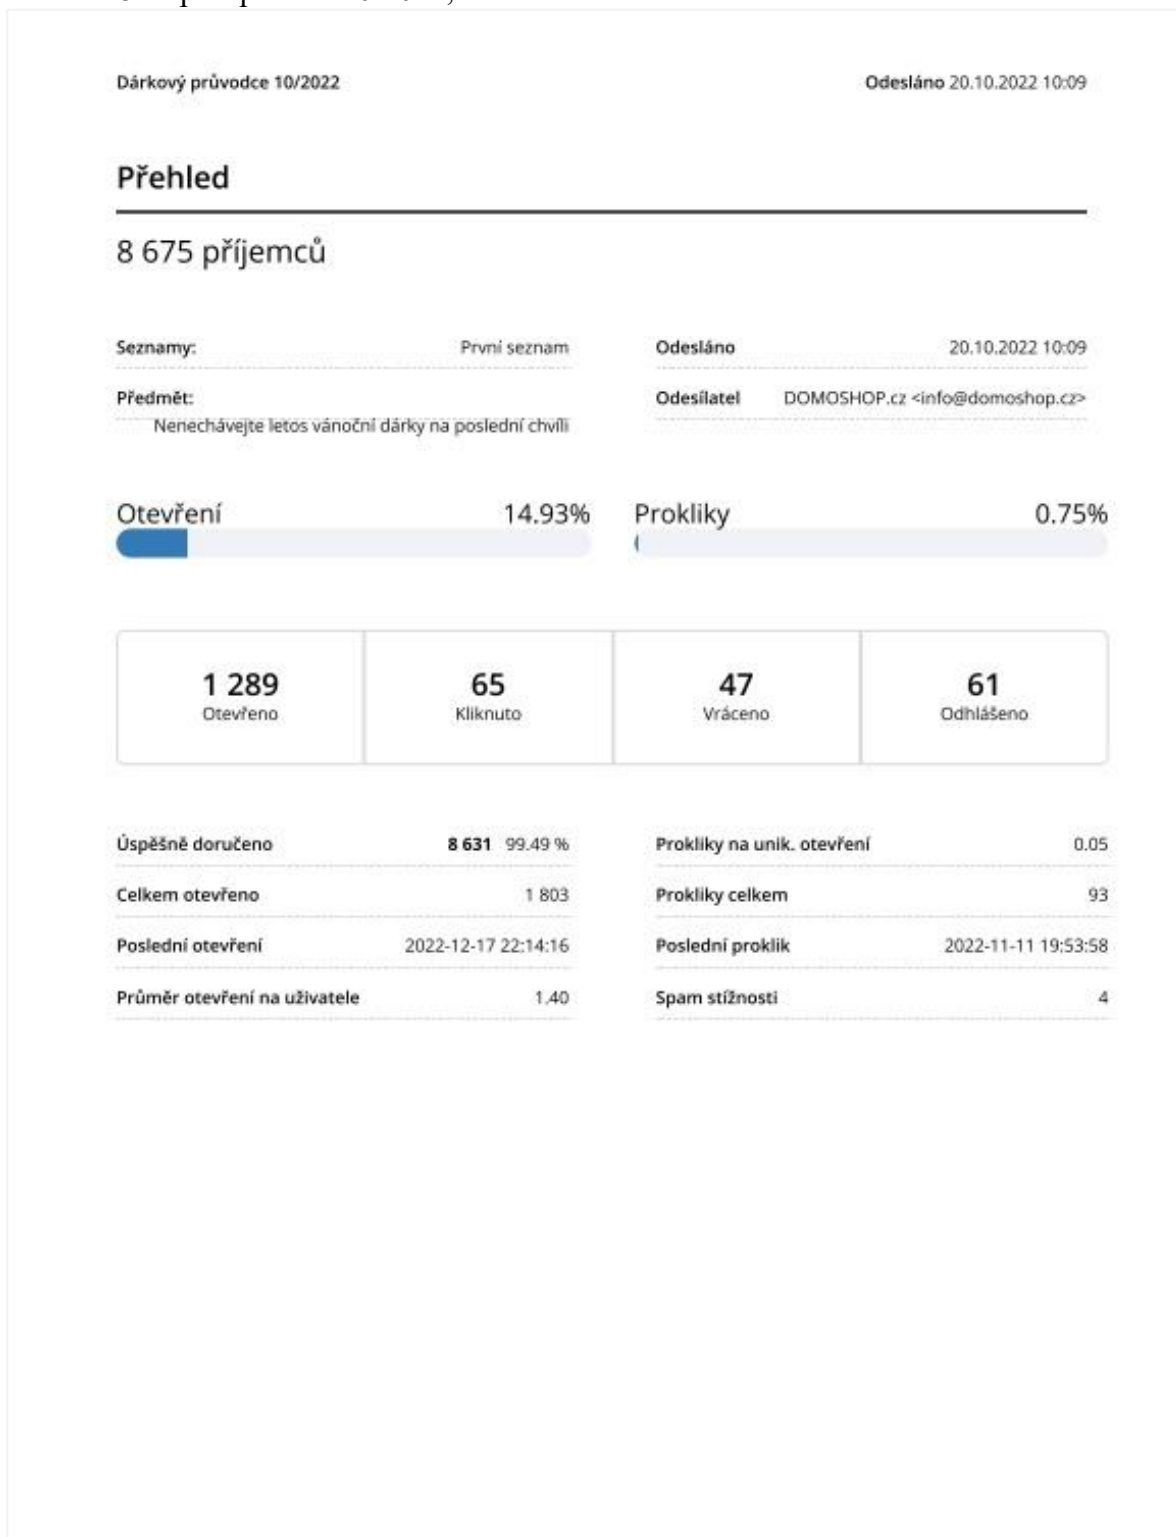 Dárkový průvodce 10/2022 Odesláno 20.10.2022 10:09
Přehled
8 675 příjemců
Seznamy: První seznam Odesláno 20.10.2022 10:09
Předmět: Odesílatel DOMOSHOP.cz <info@domoshop.cz>
Nenechávejte letos vánoční dárky na poslední chvíli
Otevření 14.93% Prokliky 0.75%
1 289 65 47 61
Otevřeno Kliknuto Vráceno Odhlášeno
Úspěšně doručeno 8 631 99.49 % Prokliky na unik. otevření 0.05
Celkem otevřeno 1 803 Prokliky celkem 93
Poslední otevření 2022-12-17 22:14:16 Poslední proklik 2022-11-11 19:53:58
Průměr otevření na uživatele 1.40 Spam stížnosti 4